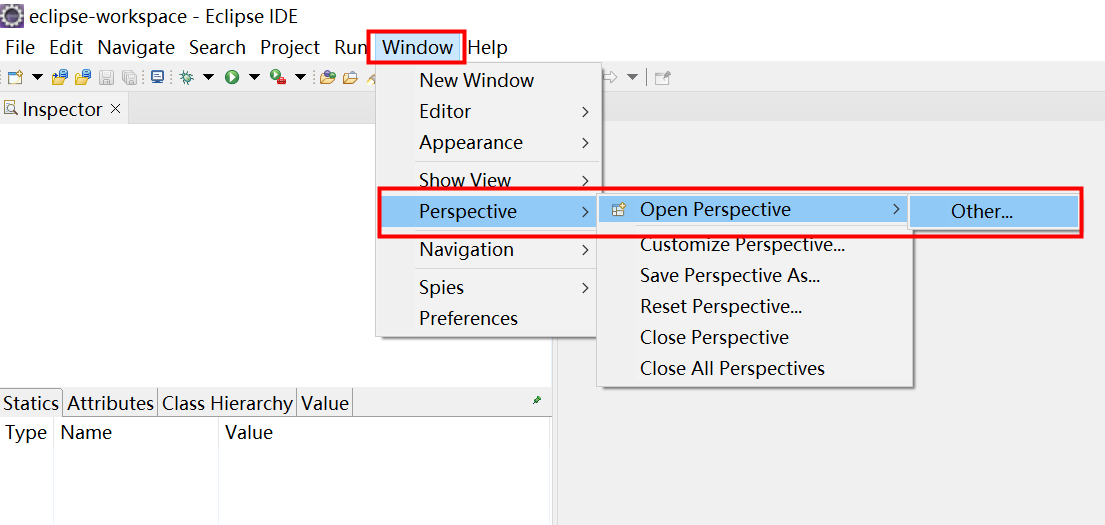 eclipse-workspace - Eclipse IDE
File Edit Navigate Search Project Run Window Help
Inspector
New Window
Editor
Appearance
Show View
Perspective
Navigation
Spies
Preferences
Open Perspective
Customize Perspective...
Save Perspective As...
Reset Perspective...
Close Perspective
Close All Perspectives
Other...
Statics Attributes Class Hierarchy Value
Type Name Value